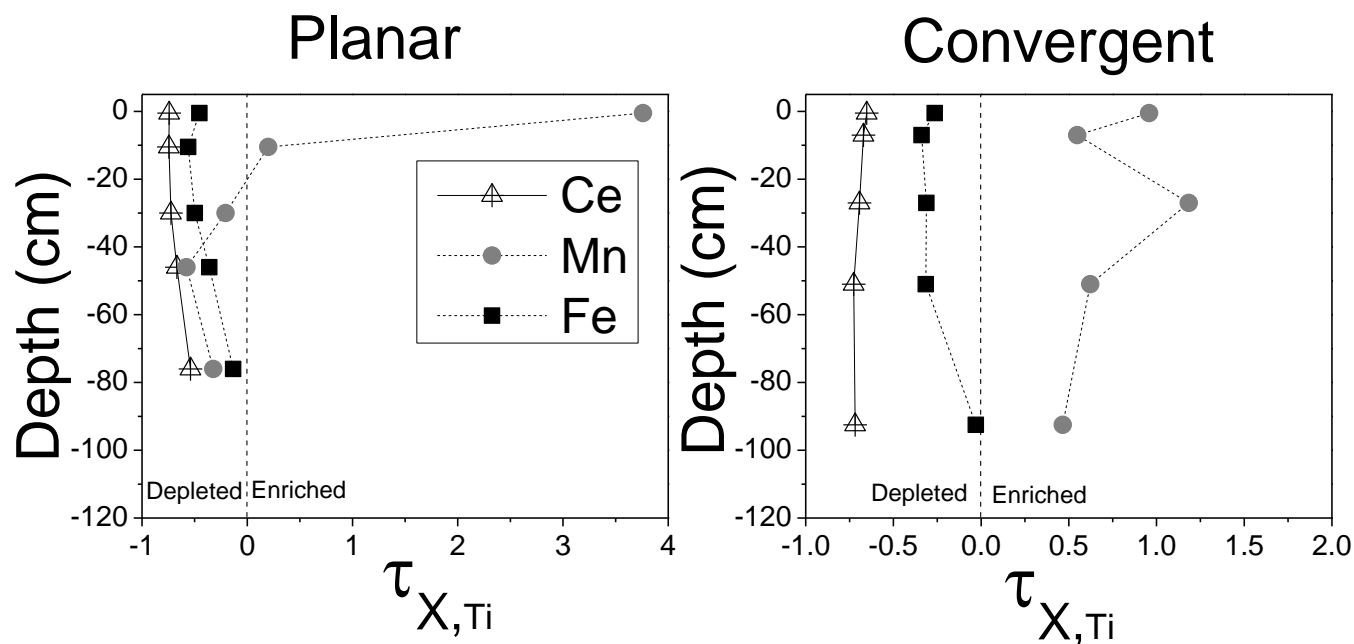 Planar
Convergent
0
-20
-40
-60
-80
-100
-120
Depth (cm)
Ce
Mn
Fe
Depleted
Enriched
-1
0
1
2
3
4
τX,Ti
0
-20
-40
-60
-80
-100
-120
Depth (cm)
Depleted
Enriched
-1.0
-0.5
0.0
0.5
1.0
1.5
2.0
τX,Ti